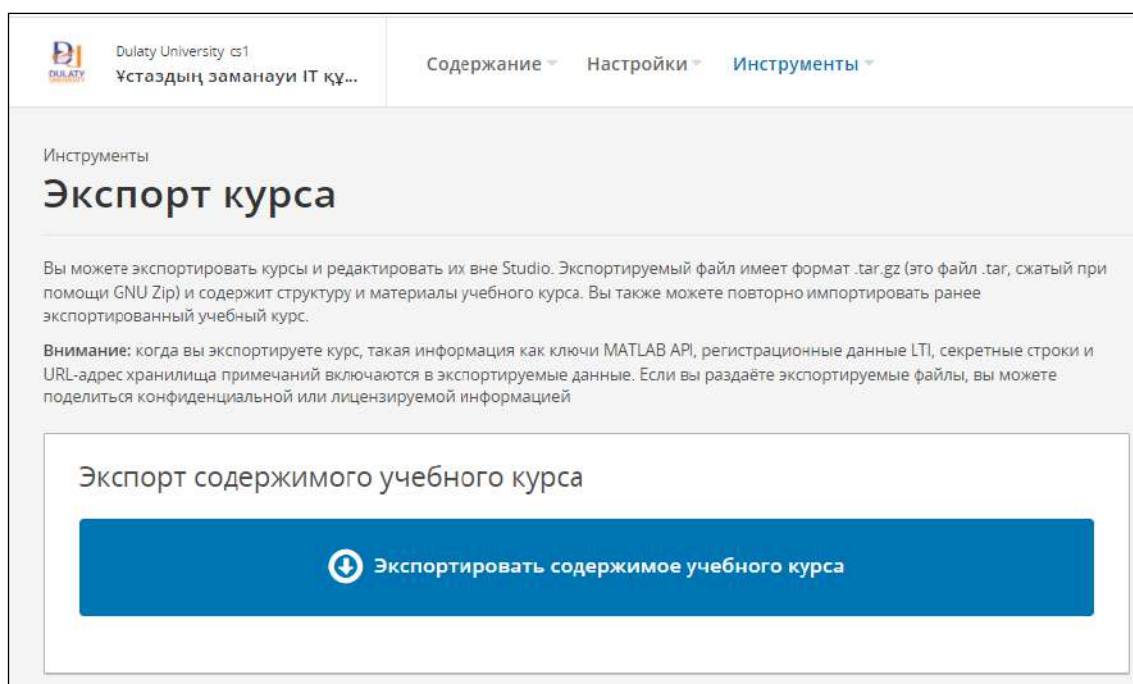 DULATY
UNIVERSITY
Dulaty University cs1
Ұстаздың заманауи IT құ...
Содержание
Настройки
Инструменты
Инструменты
Экспорт курса
Вы можете экспортировать курсы и редактировать их вне Studio. Экспортируемый файл имеет формат .tar.gz (это файл .tar, сжатый при
помощи GNU Zip) и содержит структуру и материалы учебного курса. Вы также можете повторно импортировать ранее
экспортированный учебный курс.
Внимание: когда вы экспортируете курс, такая информация как ключи MATLAB API, регистрационные данные LTI, секретные строки и
URL-адрес хранилища примечаний включаются в экспортируемые данные. Если вы раздаёте экспортируемые файлы, вы можете
поделиться конфиденциальной или лицензируемой информацией
Экспорт содержимого учебного курса
Экспортировать содержимое учебного курса